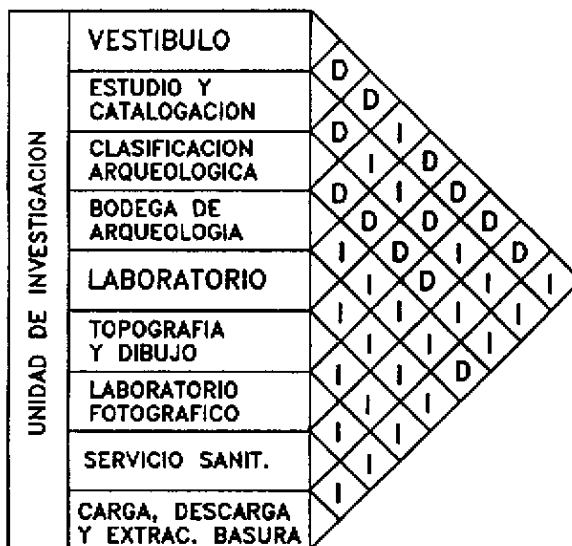 UNIDAD DE INVESTIGACION
VESTIBULO
ESTUDIO Y
CATALOGACION
CLASIFICACION
ARQUEOLOGICA
BODEGA DE
ARQUEOLOGIA
LABORATORIO
TOPOGRAFIA
Y DIBUJO
LABORATORIO
FOTOGRAFICO
SERVICIO SANIT.
CARGA, DESCARGA
Y EXTRAC. BASURA
D
D
D I
I D
D I D
D D D
I D I D
I D I I
I I I I
I I I
I I D
I I
I I
I
I